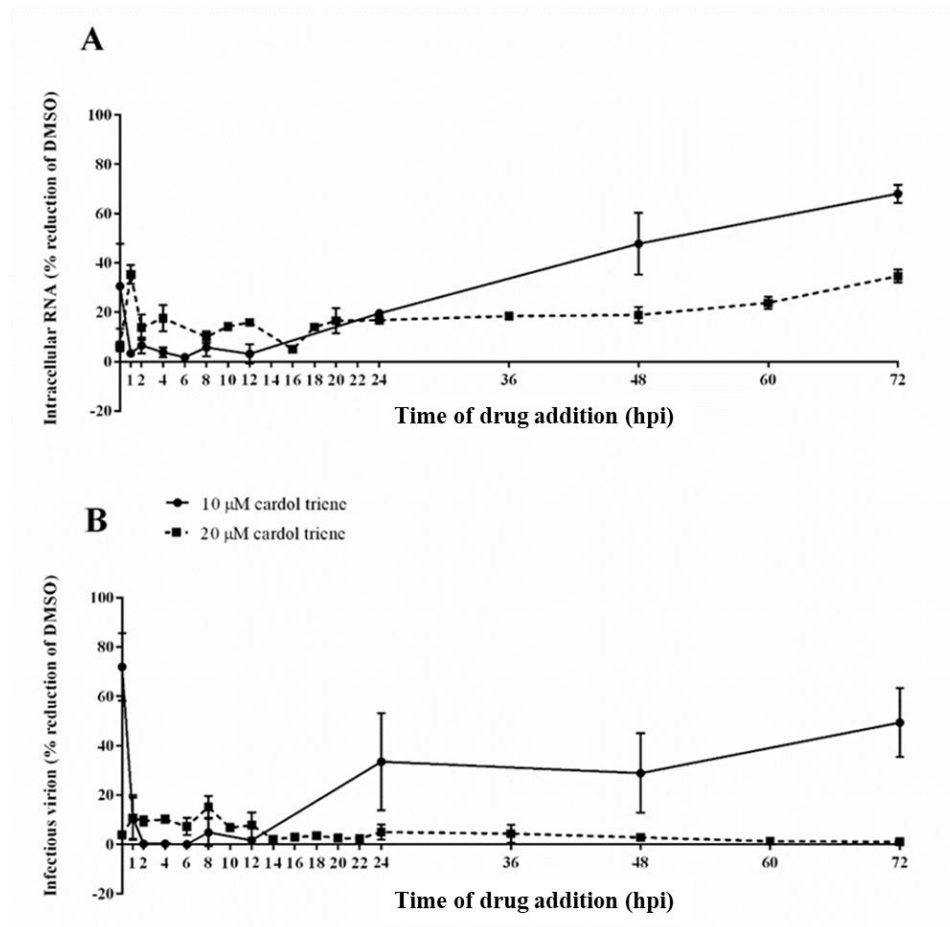 A
Intracellular RNA (% reduction of DMSO)
100
80
60
40
20
0
-20
1 2 4 6 8 10 12 14 16 18 20 22 24 36 48 60 72
Time of drug addition (hpi)
B
10 µM cardol triene
20 µM cardol triene
Infectious virion (% reduction of DMSO)
100
80
60
40
20
0
-20
1 2 4 6 8 10 12 14 16 18 20 22 24 36 48 60 72
Time of drug addition (hpi)